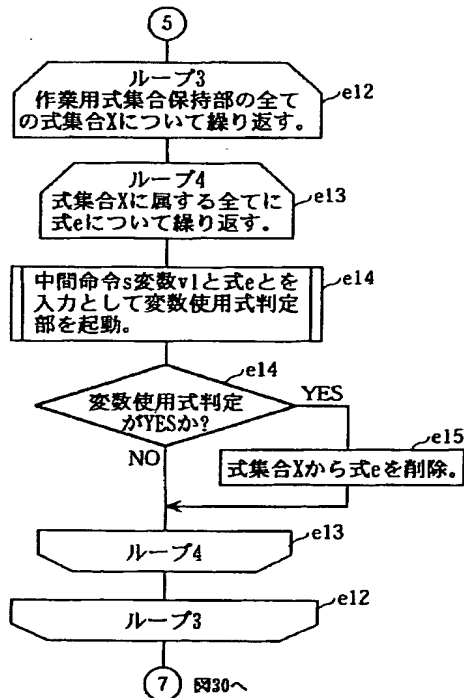 5
ループ3
作業用式集合保持部の全て
の式集合Xについて繰り返す。
e12
ループ4
式集合Xに属する全てに
式eについて繰り返す。
e13
中間命令s変数v1と式eとを
入力として変数使用式判定
部を起動。
e14
e14
変数使用式判定
がYESか?
YES
NO
e15
式集合Xから式eを削除。
e13
ループ4
e12
ループ3
7 図30へ